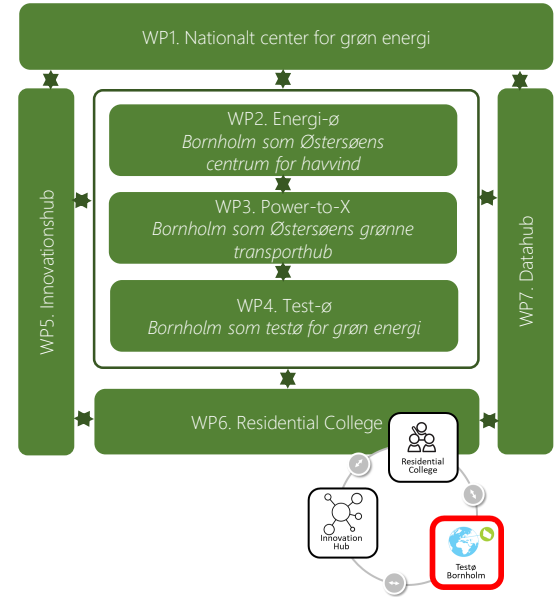 WP1. Nationalt center for grøn energi
WP2. Energi-ø
Bornholm som Østersøens
centrum for havvind
WP3. Power-to-X
Bornholm som Østersøens grønne
transporthub
WP4. Test-ø
Bornholm som testø for grøn energi
WP5. Innovationshub
WP7. Datahub
WP6. Residential College
Residential
College
Innovation
Hub
Testø
Bornholm